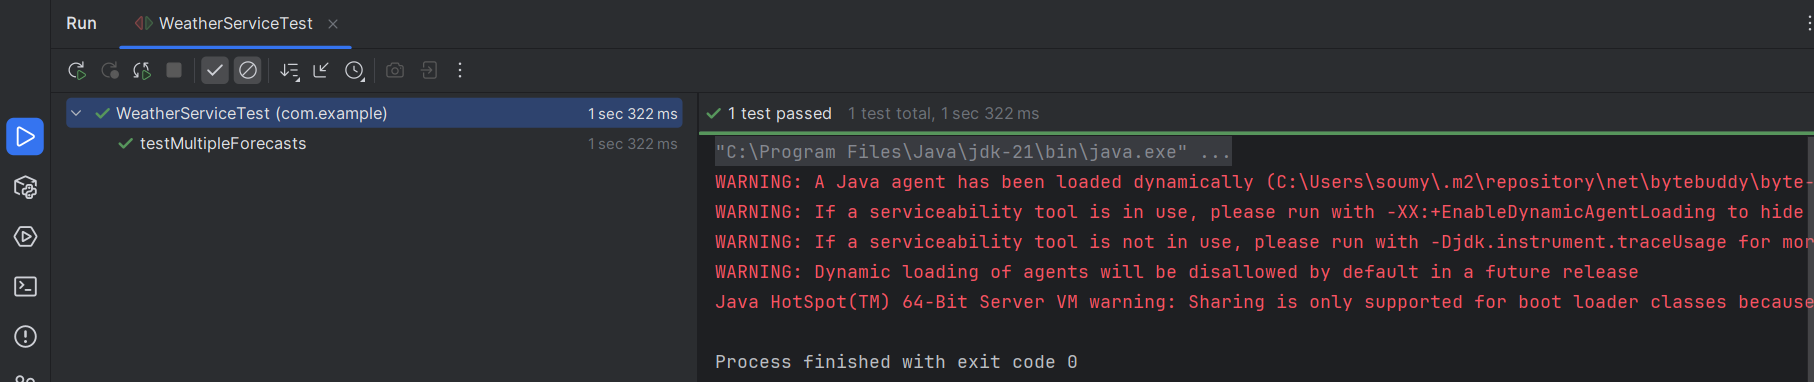 Run WeatherServiceTest
WeatherServiceTest (com.example) 1 sec 322 ms
testMultipleForecasts 1 sec 322 ms
1 test passed 1 test total, 1 sec 322 ms
"C:\Program Files\Java\jdk-21\bin\java.exe" ...
WARNING: A Java agent has been loaded dynamically (C:\Users\soumy\.m2\repository\net\bytebuddy\byte-
WARNING: If a serviceability tool is in use, please run with -XX:+EnableDynamicAgentLoading to hide
WARNING: If a serviceability tool is not in use, please run with -Djdk.instrument.traceUsage for mor
WARNING: Dynamic loading of agents will be disallowed by default in a future release
Java HotSpot(TM) 64-Bit Server VM warning: Sharing is only supported for boot loader classes because
Process finished with exit code 0